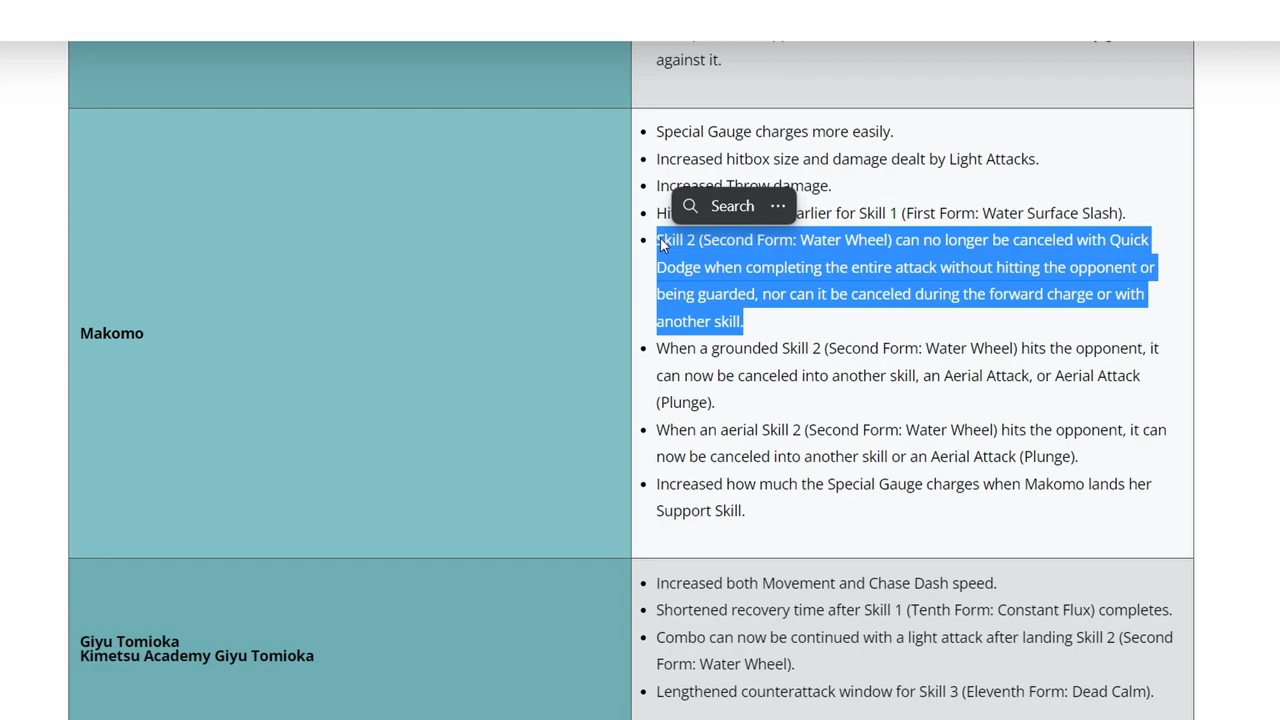 against it.
Makomo
Special Gauge charges more easily.
Increased hitbox size and damage dealt by Light Attacks.
Increased Throw damage.
Search
arlier for Skill 1 (First Form: Water Surface Slash).
Skill 2 (Second Form: Water Wheel) can no longer be canceled with Quick
Dodge when completing the entire attack without hitting the opponent or
being guarded, nor can it be canceled during the forward charge or with
another skill.
When a grounded Skill 2 (Second Form: Water Wheel) hits the opponent, it
can now be canceled into another skill, an Aerial Attack, or Aerial Attack
(Plunge).
When an aerial Skill 2 (Second Form: Water Wheel) hits the opponent, it can
now be canceled into another skill or an Aerial Attack (Plunge).
Increased how much the Special Gauge charges when Makomo lands her
Support Skill.
Giyu Tomioka
Kimetsu Academy Giyu Tomioka
Increased both Movement and Chase Dash speed.
Shortened recovery time after Skill 1 (Tenth Form: Constant Flux) completes.
Combo can now be continued with a light attack after landing Skill 2 (Second
Form: Water Wheel).
Lengthened counterattack window for Skill 3 (Eleventh Form: Dead Calm).